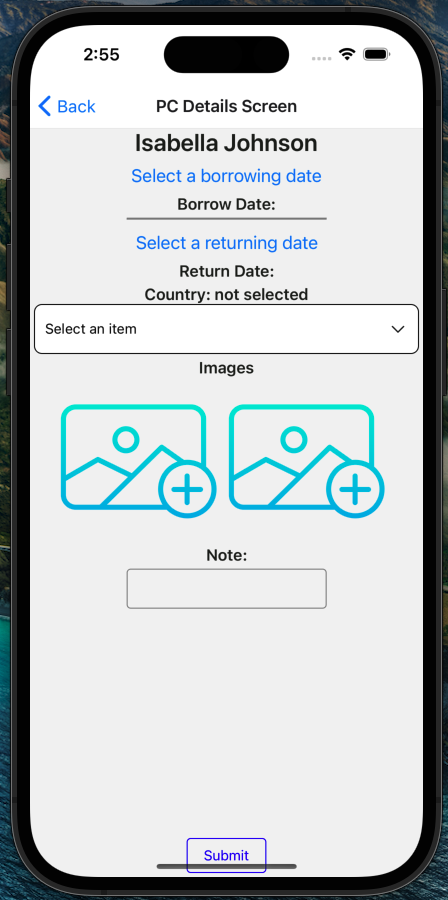 2:55
Back
PC Details Screen
Isabella Johnson
Select a borrowing date
Borrow Date:
Select a returning date
Return Date:
Country: not selected
Select an item
Images
Note:
Submit